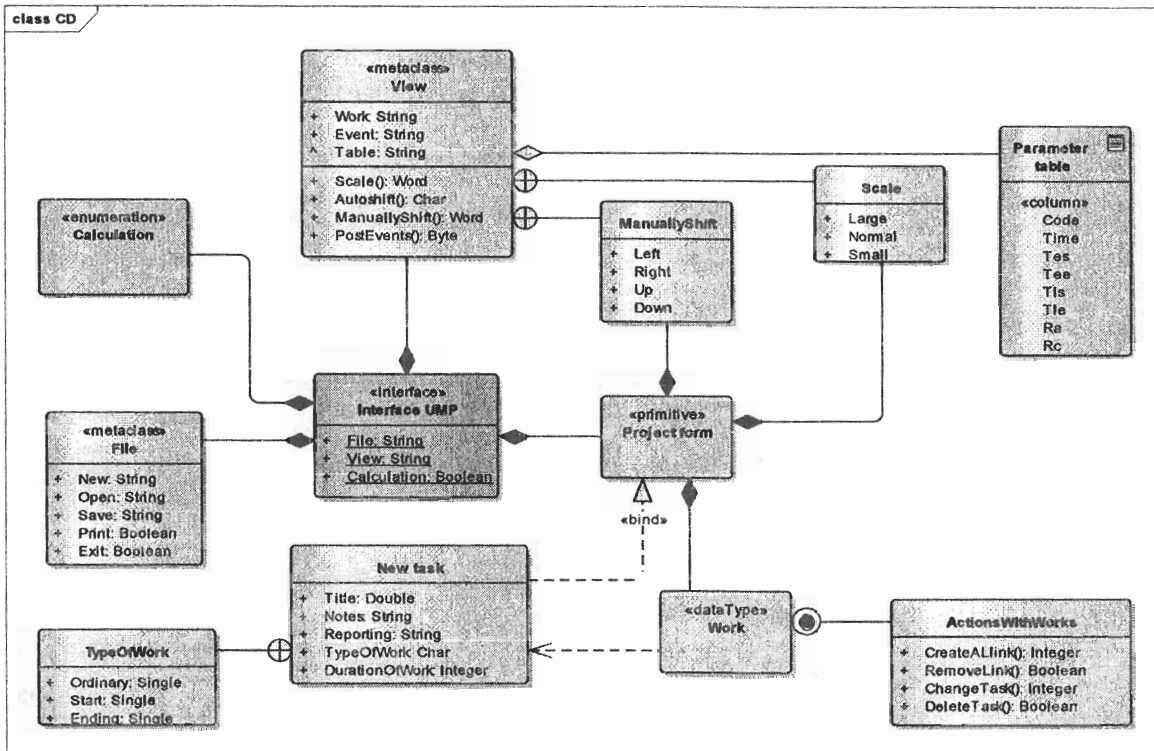 class CD
«metaclass»
View
+ Work: String
+ Event: String
^ Table: String
+ Scale(): Word
+ Autoshift(): Char
+ ManuallyShift(): Word
+ PostEvents(): Byte
Parameter
table
«column»
Code
Time
Tes
Tee
Tls
Tle
Ra
Rc
Scale
+ Large
+ Normal
+ Small
ManuallyShift
+ Left
+ Right
+ Up
+ Down
«enumeration»
Calculation
«interface»
Interface UMP
+ File: String
+ View: String
+ Calculation: Boolean
«primitive»
Project form
«metaclass»
File
+ New: String
+ Open: String
+ Save: String
+ Print: Boolean
+ Exit: Boolean
«bind»
New task
+ Title: Double
+ Notes: String
+ Reporting: String
+ TypeOfWork: Char
+ DurationOfWork: Integer
«dateType»
Work
ActionsWithWorks
+ CreateALlink(): Integer
+ RemoveLink(): Boolean
+ ChangeTask(): Integer
+ DeleteTask(): Boolean
TypeOfWork
+ Ordinary: Single
+ Start: Single
+ Ending: Single